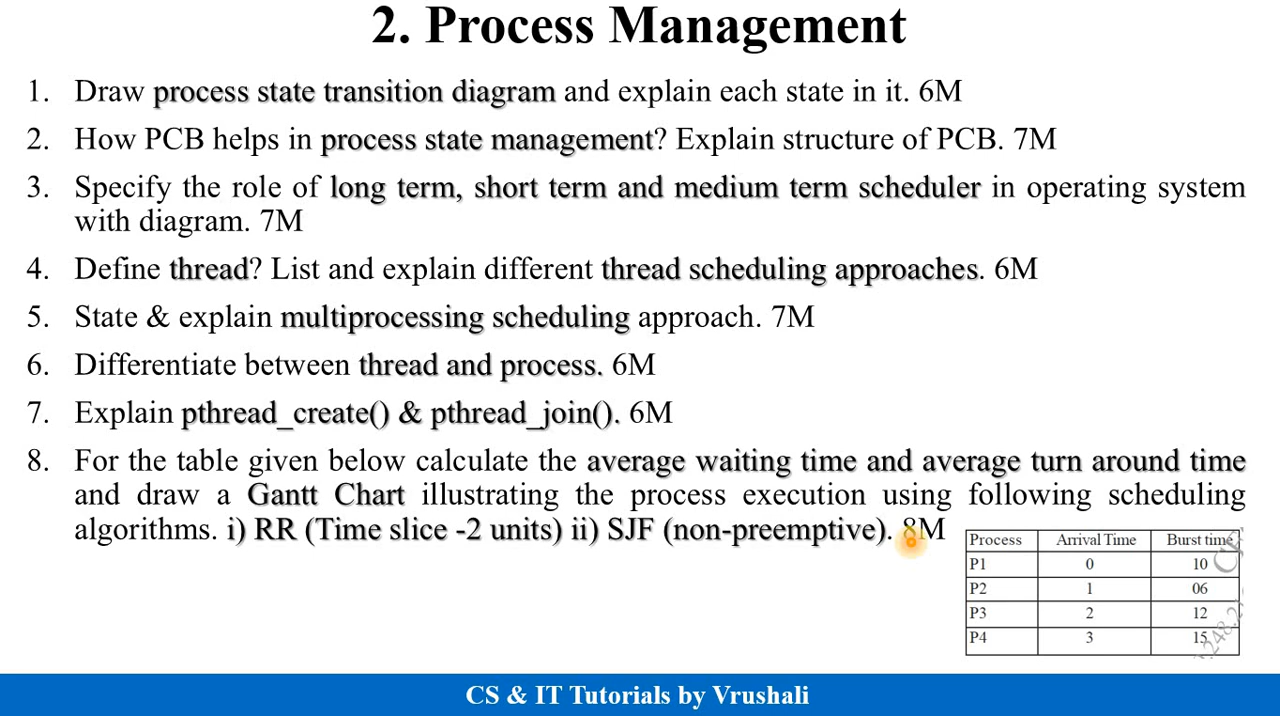 2. Process Management
1. Draw process state transition diagram and explain each state in it. 6M
2. How PCB helps in process state management? Explain structure of PCB. 7M
3. Specify the role of long term, short term and medium term scheduler in operating system
with diagram. 7M
4. Define thread? List and explain different thread scheduling approaches. 6M
5. State & explain multiprocessing scheduling approach. 7M
6. Differentiate between thread and process. 6M
7. Explain pthread_create() & pthread_join(). 6M
8. For the table given below calculate the average waiting time and average turn around time
and draw a Gantt Chart illustrating the process execution using following scheduling
algorithms. i) RR (Time slice -2 units) ii) SJF (non-preemptive). 8M
Process Arrival Time Burst time
P1 0 10
P2 1 06
P3 2 12
P4 3 15
CS & IT Tutorials by Vrushali